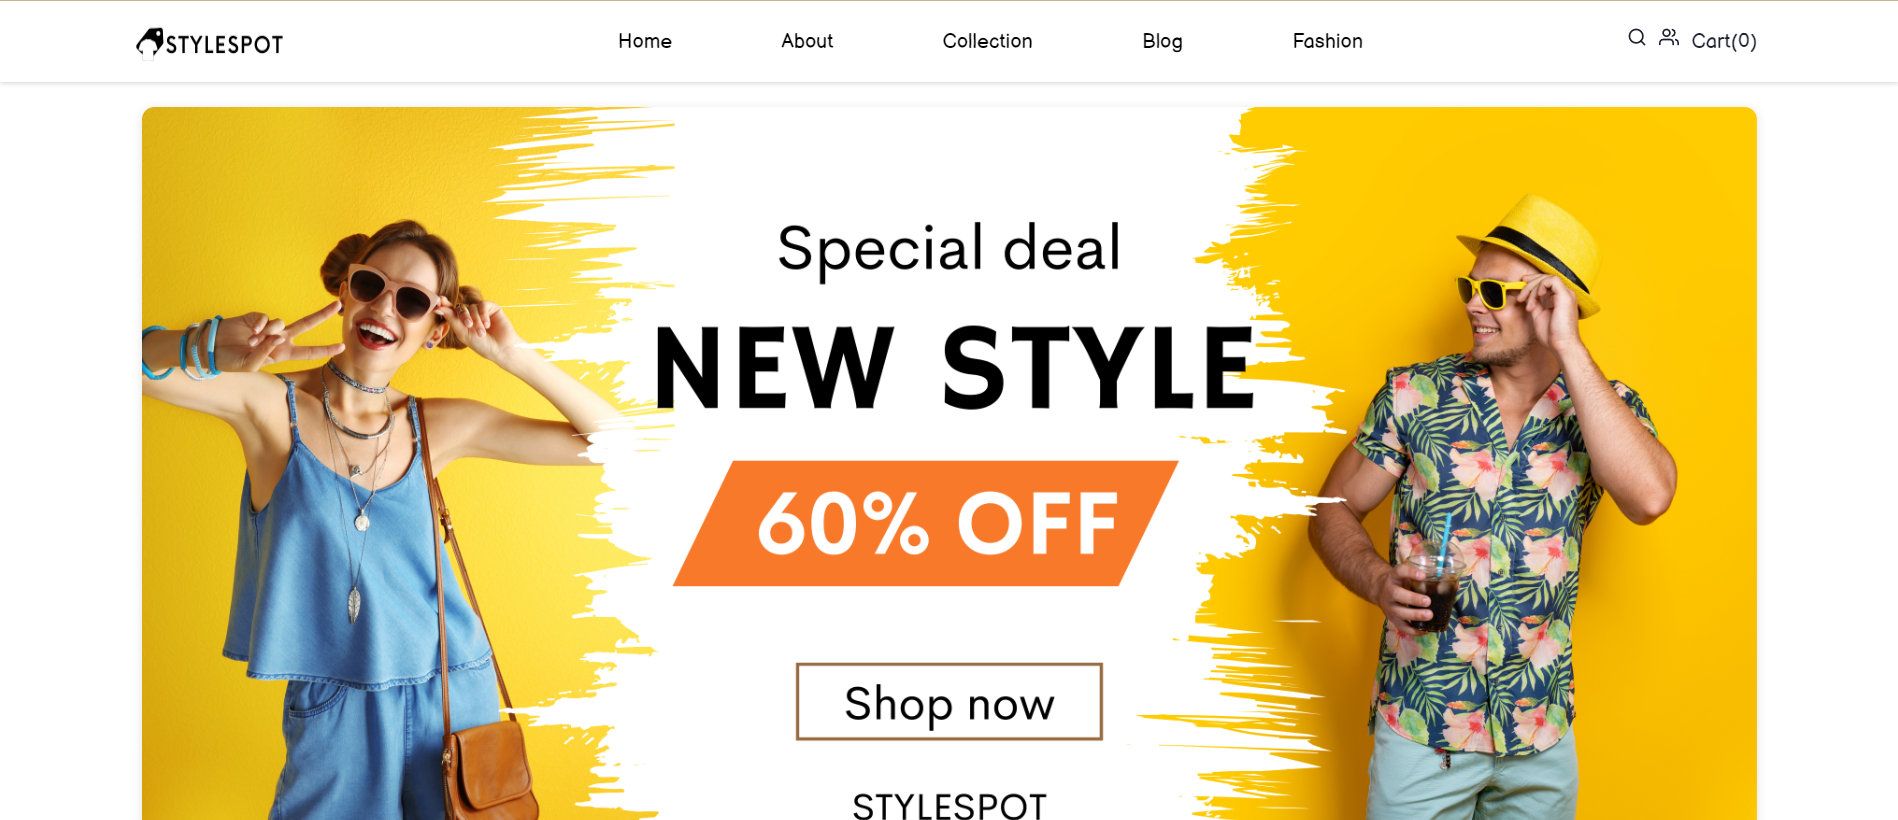 STYLESPOT
Home
About
Collection
Blog
Fashion
Cart(0)
Special deal
NEW STYLE
60% OFF
Shop now
STYLESPOT